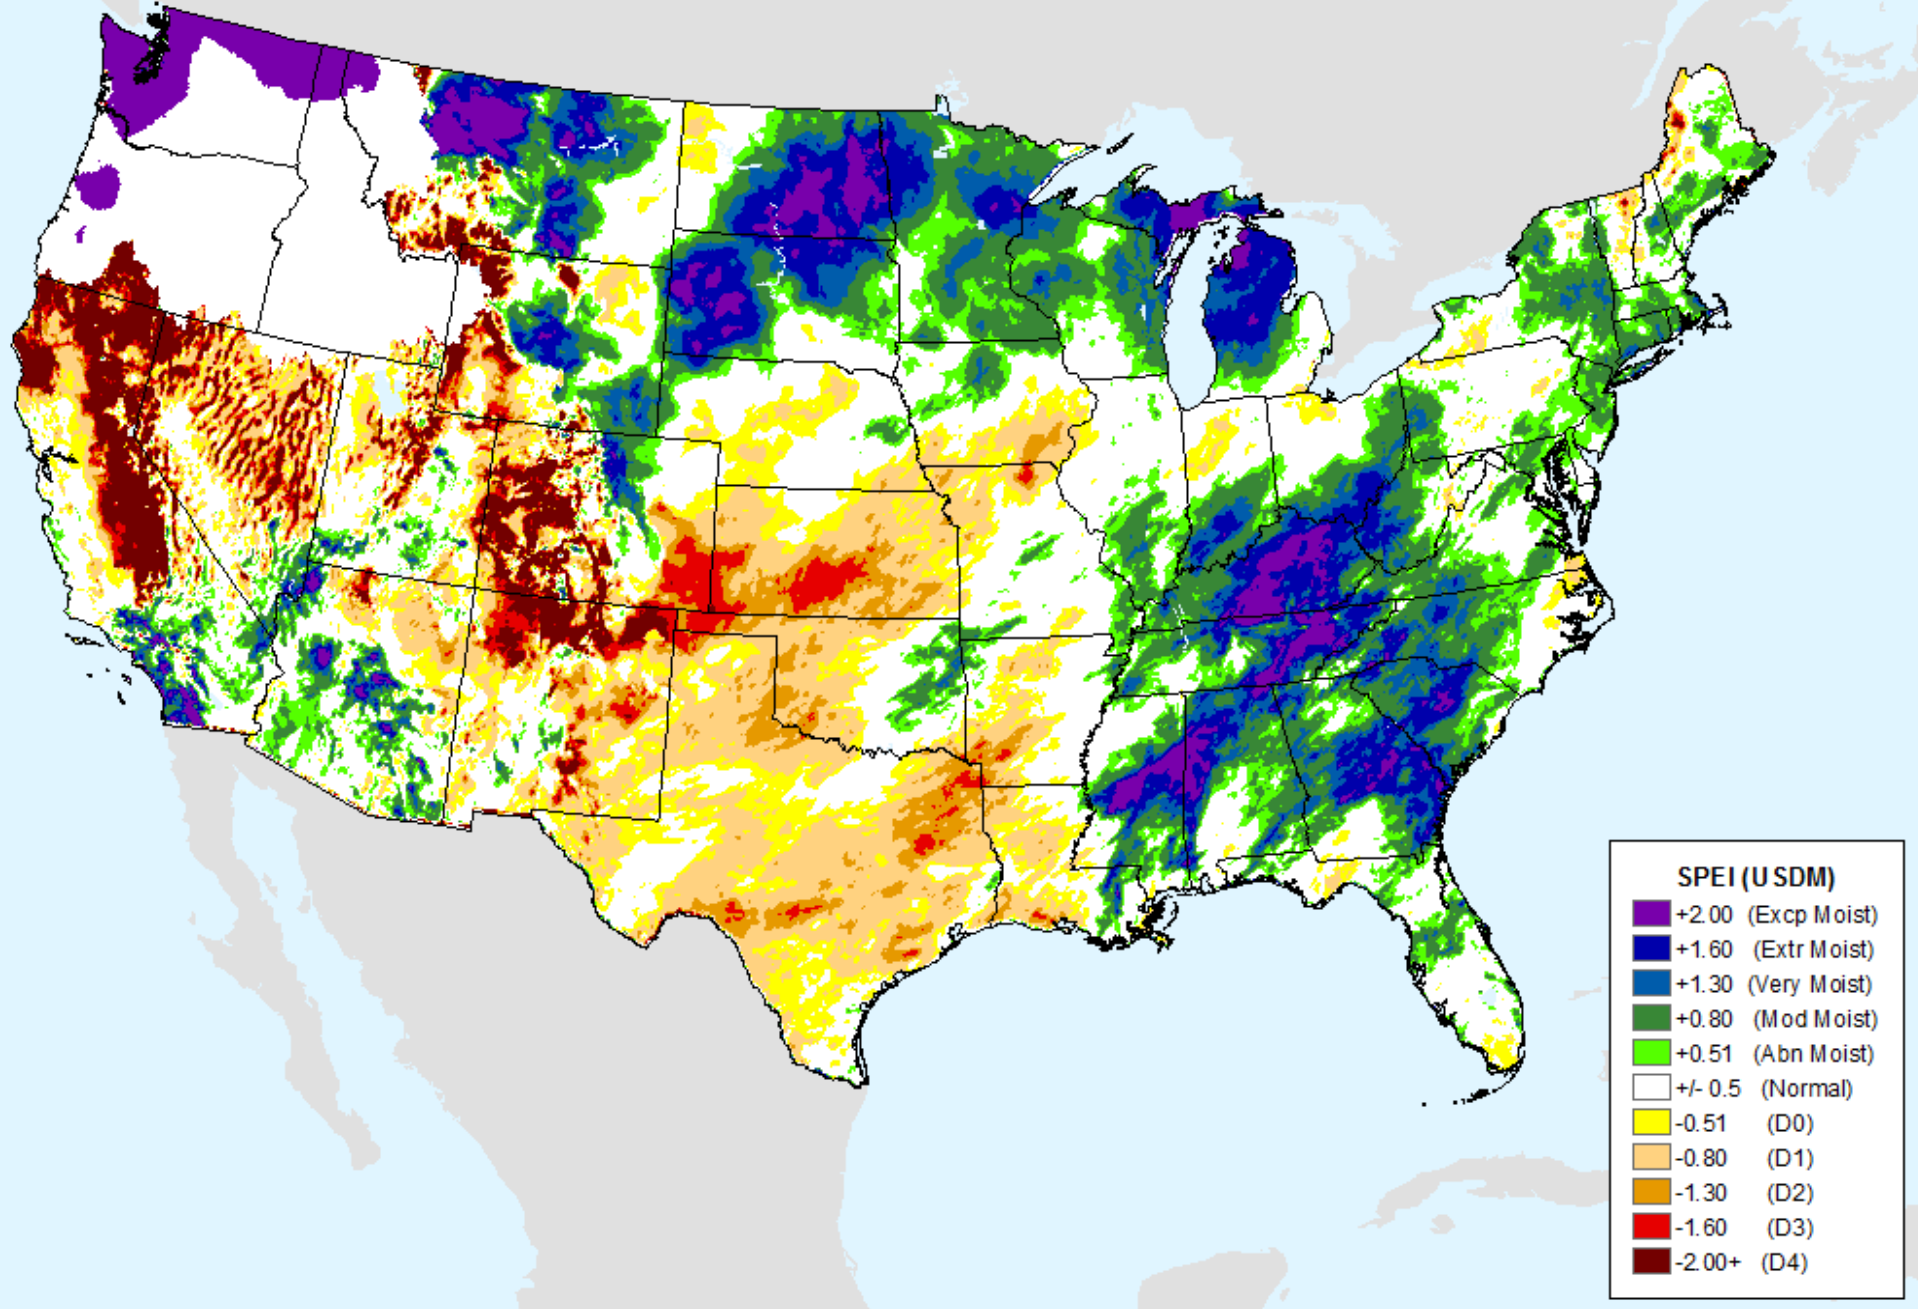 SPEI (USDM)
+2.00 (Excp Moist)
+1.60 (Extr Moist)
+1.30 (Very Moist)
+0.80 (Mod Moist)
+0.51 (Abn Moist)
+/- 0.5 (Normal)
-0.51 (D0)
-0.80 (D1)
-1.30 (D2)
-1.60 (D3)
-2.00+ (D4)